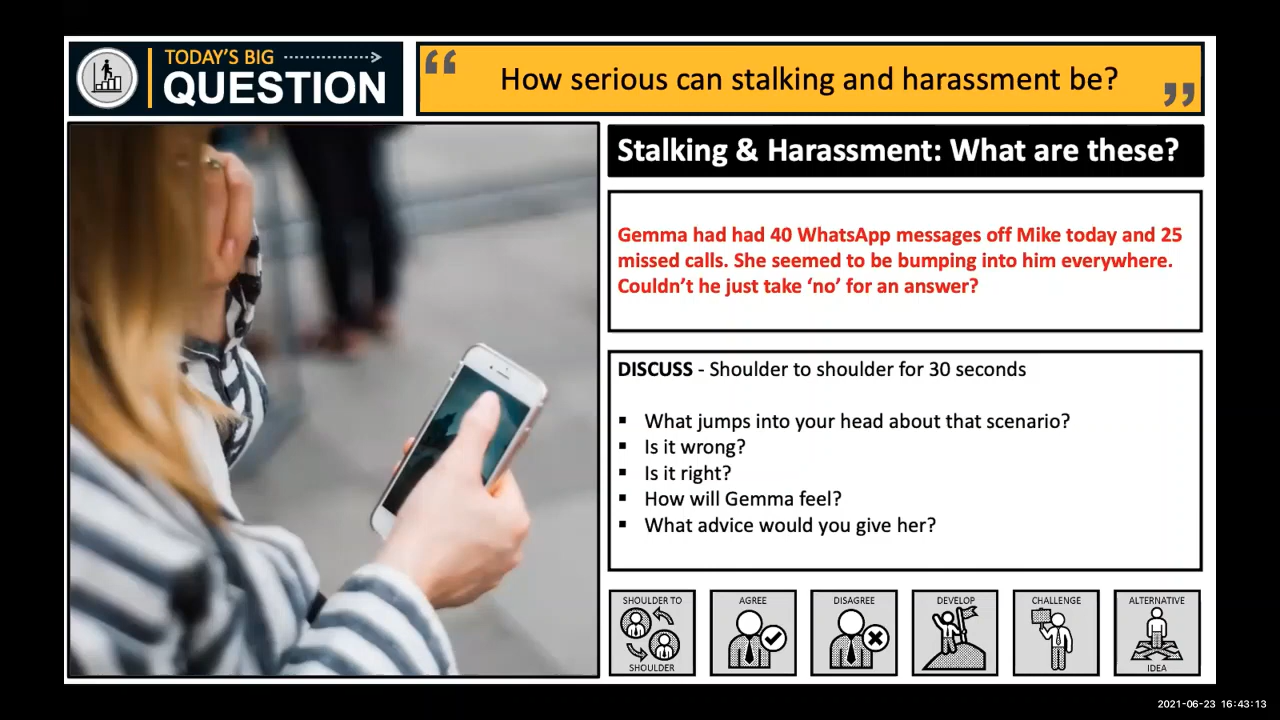 TODAY'S BIG
QUESTION
“ How serious can stalking and harassment be? ”
Stalking & Harassment: What are these?
Gemma had had 40 WhatsApp messages off Mike today and 25
missed calls. She seemed to be bumping into him everywhere.
Couldn't he just take ‘no’ for an answer?
DISCUSS - Shoulder to shoulder for 30 seconds
▪ What jumps into your head about that scenario?
▪ Is it wrong?
▪ Is it right?
▪ How will Gemma feel?
▪ What advice would you give her?
SHOULDER TO
SHOULDER
AGREE
DISAGREE
DEVELOP
CHALLENGE
ALTERNATIVE
IDEA
2021-06-23 16:43:13